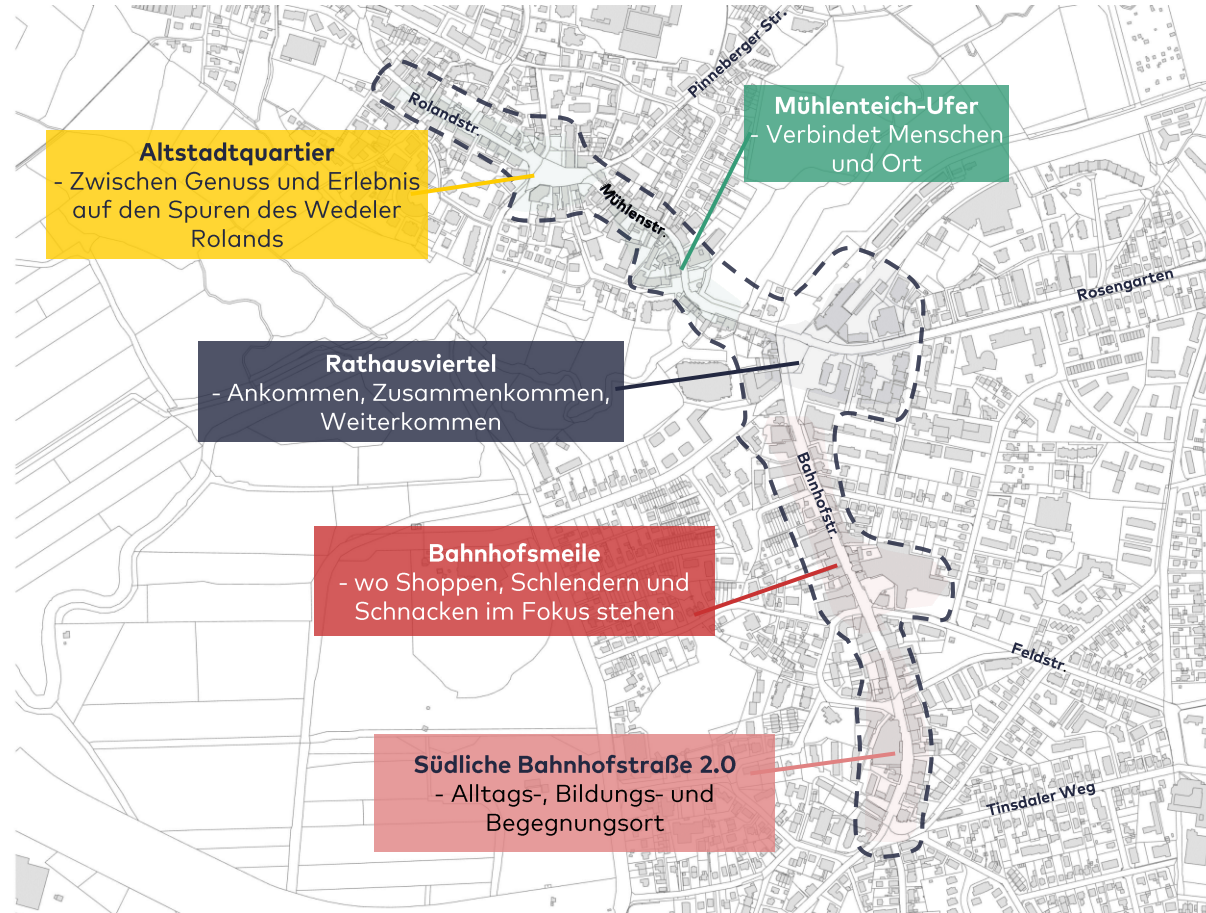 Pinneberger Str.
Rolandstr.
Mühlenteich-Ufer
- Verbindet Menschen
und Ort
Altstadtquartier
- Zwischen Genuss und Erlebnis
auf den Spuren des Wedeler
Rolands
Mühlenstr.
Rosengarten
Rathausviertel
- Ankommen, Zusammenkommen,
Weiterkommen
Bahnhofstr.
Bahnhofsmeile
- wo Shoppen, Schlendern und
Schnacken im Fokus stehen
Feldstr.
Südliche Bahnhofstraße 2.0
- Alltags-, Bildungs- und
Begegnungsort
Tinsdaler Weg